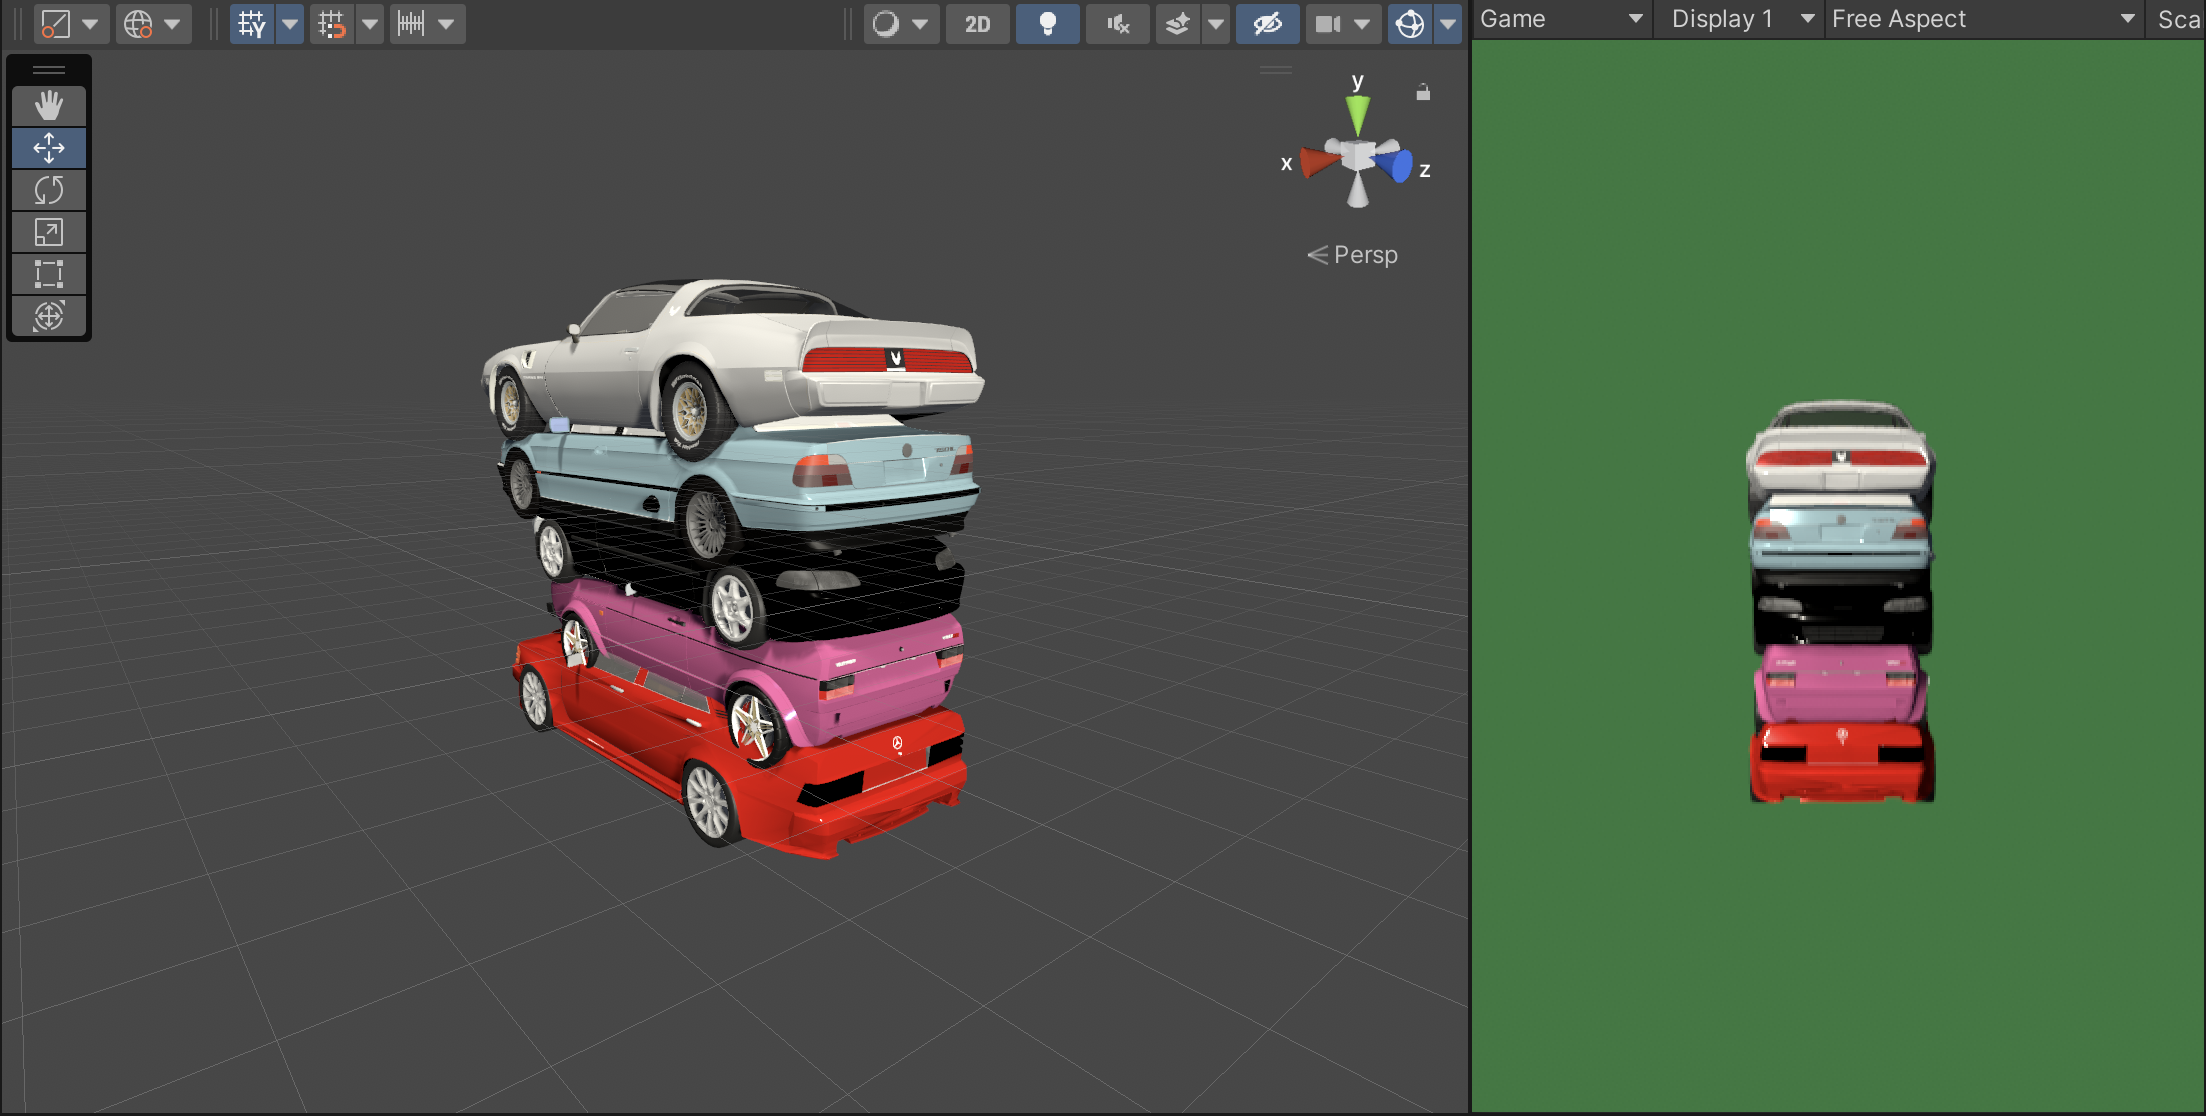 2D
Game
Display 1
Free Aspect
Sca
y
x
z
Persp